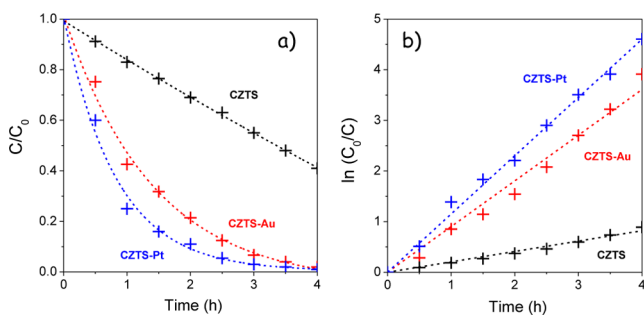 a)
CZTS
CZTS-Au
CZTS-Pt
C/C0
1.0
0.8
0.6
0.4
0.2
0.0
0
1
2
3
4
Time (h)
b)
CZTS-Pt
CZTS-Au
CZTS
ln (C0/C)
5
4
3
2
1
0
0
1
2
3
4
Time (h)